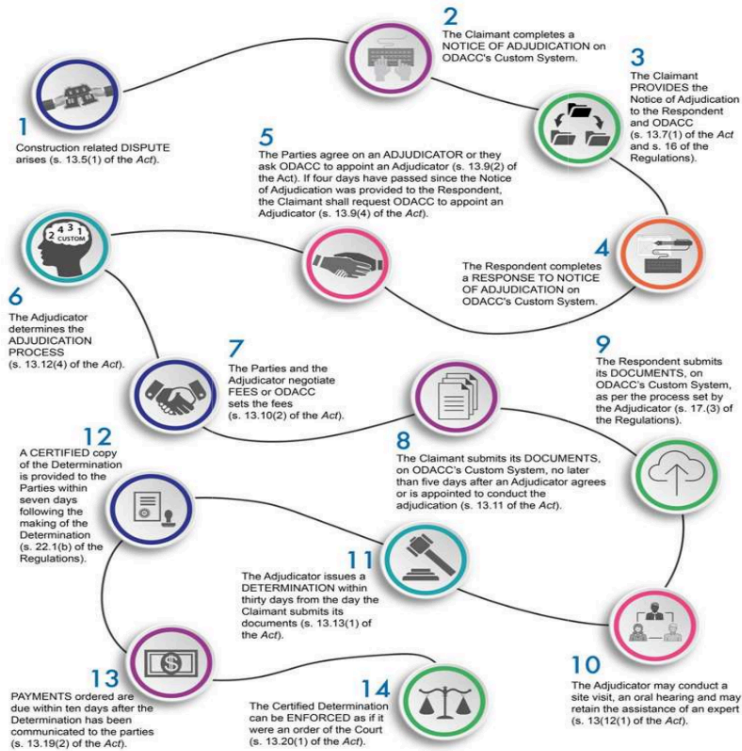 1
Construction related DISPUTE
arises (s. 13.5(1) of the Act).
2
The Claimant completes a
NOTICE OF ADJUDICATION on
ODACC's Custom System.
3
The Claimant
PROVIDES the
Notice of Adjudication
to the Respondent
and ODACC
(s. 13.7(1) of the Act
and s. 16 of the
Regulations).
4
The Respondent completes
a RESPONSE TO NOTICE
OF ADJUDICATION on
ODACC's Custom System.
5
The Parties agree on an ADJUDICATOR or they
ask ODACC to appoint an Adjudicator (s. 13.9(2) of
the Act). If four days have passed since the Notice
of Adjudication was provided to the Respondent,
the Claimant shall request ODACC to appoint an
Adjudicator (s. 13.9(4) of the Act).
2 4 3 1
CUSTOM
6
The Adjudicator
determines the
ADJUDICATION
PROCESS
(s. 13.12(4) of the Act).
7
The Parties and the
Adjudicator negotiate
FEES or ODACC
sets the fees
(s. 13.10(2) of the Act).
8
The Claimant submits its DOCUMENTS,
on ODACC's Custom System, no later
than five days after an Adjudicator agrees
or is appointed to conduct the
adjudication (s. 13.11 of the Act).
9
The Respondent submits
its DOCUMENTS, on
ODACC's Custom System,
as per the process set by
the Adjudicator (s. 17.(3) of
the Regulations).
10
The Adjudicator may conduct a
site visit, an oral hearing and may
retain the assistance of an expert
(s. 13(12(1) of the Act).
11
The Adjudicator issues a
DETERMINATION within
thirty days from the day the
Claimant submits its
documents (s. 13.13(1) of
the Act).
12
A CERTIFIED copy
of the Determination
is provided to the
Parties within
seven days
following the
making of the
Determination
(s. 22.1(b) of the
Regulations).
13
$
PAYMENTS ordered are
due within ten days after the
Determination has been
communicated to the parties
(s. 13.19(2) of the Act).
14
The Certified Determination
can be ENFORCED as if it
were an order of the Court
(s. 13.20(1) of the Act).